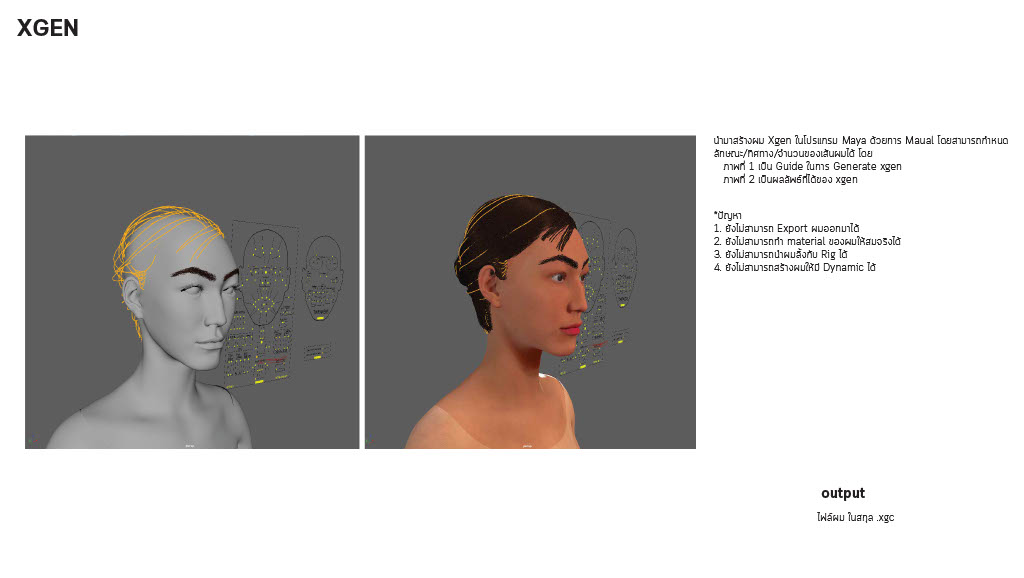 XGEN
นำมาสร้างผม Xgen ในโปรแกรม Maya ด้วยการ Maual โดยสามารถกำหนด
ลักษณะ/ทิศทาง/จำนวนของเส้นผมได้ โดย
ภาพที่ 1 เป็น Guide ในการ Generate xgen
ภาพที่ 2 เป็นผลลัพธ์ที่ได้ของ xgen
*ปัญหา
1. ยังไม่สามารถ Export ผมออกมาได้
2. ยังไม่สามารถทำ material ของผมให้สมจริงได้
3. ยังไม่สามารถนำผมลิ้งกับ Rig ได้
4. ยังไม่สามารถสร้างผมให้มี Dynamic ได้
output
ไฟล์ผม ในสกุล .xgc